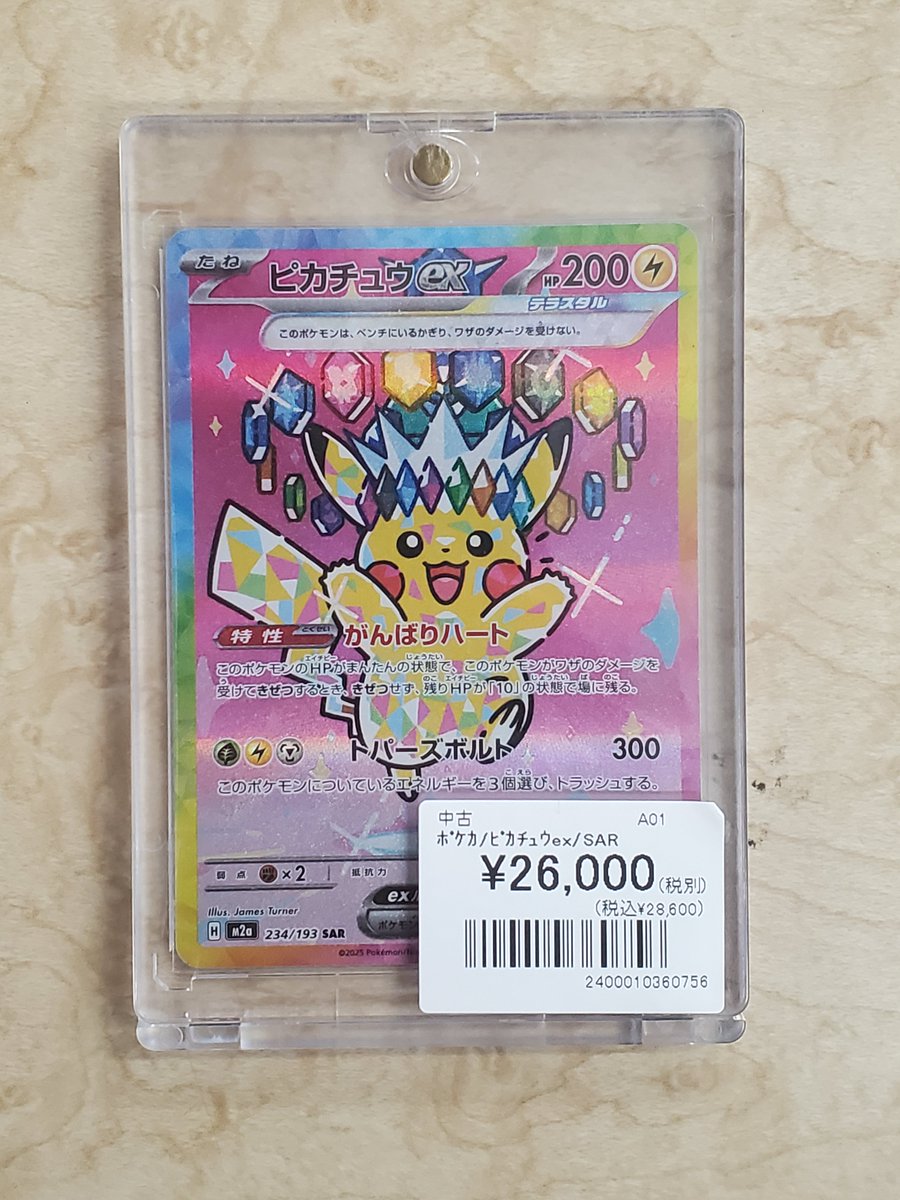 たね ピカチュウex HP200
テラスタル
このポケモンは、ベンチにいるかぎり、ワザのダメージを受けない。
特性 とくせい がんばりハート
このポケモンのHPがまんたんの状態で、このポケモンがワザのダメージを
受けてきぜつするとき、きぜつせず、残りHPが「10」の状態で場に残る。
トパーズボルト 300
このポケモンについているエネルギーを3個選び、トラッシュする。
弱点 ×2 抵抗力
ex
Illus. James Turner
ポケモン
H m2a 234/193 SAR
©2025 Pokémon
中古 A01
ﾎﾟｹｶ/ﾋﾟｶﾁｭｳex/SAR
¥26,000(税別)
(税込¥28,600)
2400010360756